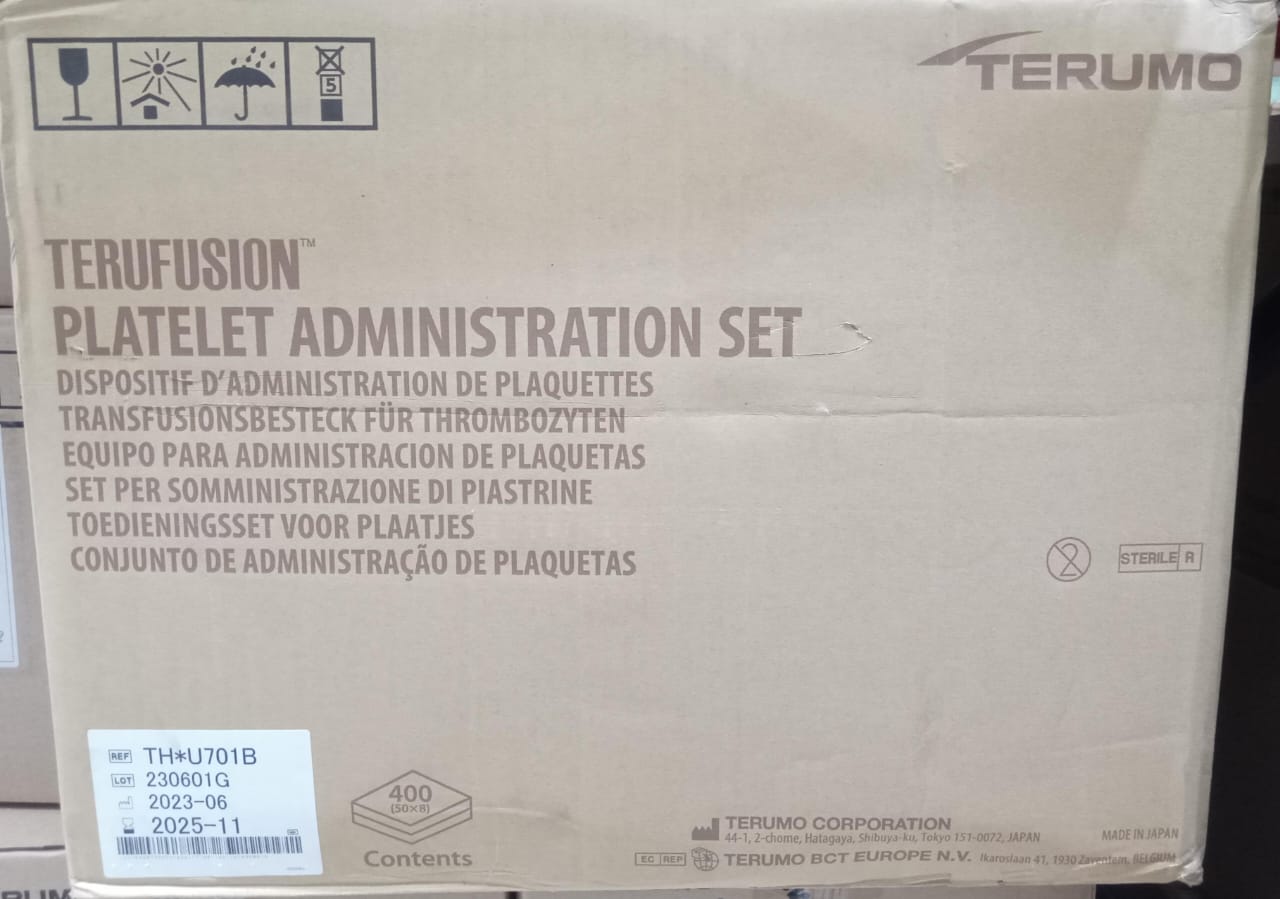 5
TERUMO
TERUFUSION™
PLATELET ADMINISTRATION SET
DISPOSITIF D'ADMINISTRATION DE PLAQUETTES
TRANSFUSIONSBESTECK FÜR THROMBOZYTEN
EQUIPO PARA ADMINISTRACION DE PLAQUETAS
SET PER SOMMINISTRAZIONE DI PIASTRINE
TOEDIENINGSSET VOOR PLAATJES
CONJUNTO DE ADMINISTRAÇÃO DE PLAQUETAS
2
STERILE R
REF TH*U701B
LOT 230601G
2023-06
2025-11
400
(50×8)
Contents
TERUMO CORPORATION
44-1, 2-chome, Hatagaya, Shibuya-ku, Tokyo 151-0072, JAPAN
MADE IN JAPAN
EC REP TERUMO BCT EUROPE N.V. Ikaroslaan 41, 1930 Zaventem, BELGIUM